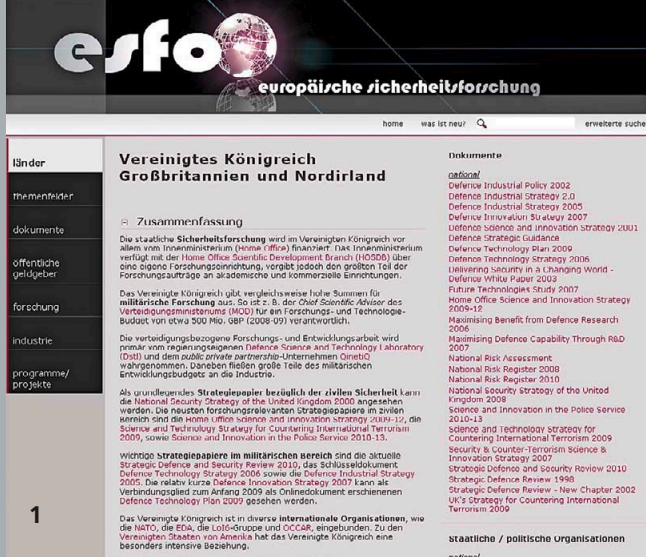 esfo
europäische sicherheitsforschung
home was ist neu? erweiterte suche
länder
themenfelder
dokumente
öffentliche
geldgeber
forschung
industrie
programme/
projekte
1
Vereinigtes Königreich
Großbritannien und Nordirland
Zusammenfassung
Die staatliche Sicherheitsforschung wird im Vereinigten Königreich vor
allem vom Innenministerium (Home Office) finanziert. Das Innenministerium
verfügt mit der Home Office Scientific Development Branch (HOSDB) über
eine eigene Forschungseinrichtung, vergibt jedoch den größten Teil der
Forschungsaufträge an akademische und kommerzielle Einrichtungen.
Das Vereinigte Königreich gibt vergleichsweise hohe Summen für
militärische Forschung aus. So ist z. B. der Chief Scientific Adviser des
Verteidigungsministeriums (MOD) für ein Forschungs- und Technologie-
Budget von etwa 500 Mio. GBP (2008-09) verantwortlich.
Die verteidigungsbezogene Forschungs- und Entwicklungsarbeit wird
primär vom regierungseigenen Defence Science and Technology Laboratory
(Dstl) und dem public private partnership-Unternehmen QinetiQ
wahrgenommen. Daneben fließen große Teile des militärischen
Entwicklungsbudgets an die Industrie.
Als grundlegendes Strategiepapier bezüglich der zivilen Sicherheit kann
die National Security Strategy of the United Kingdom 2008 angesehen
werden. Die neusten forschungsrelevanten Strategiepapiere im zivilen
Bereich sind die Home Office Science and Innovation Strategy 2009-12, die
Science and Technology Strategy for Countering International Terrorism
2009, sowie Science and Innovation in the Police Service 2010-13.
Wichtige Strategiepapiere im militärischen Bereich sind die aktuelle
Strategic Defence and Security Review 2010, das Schlüsseldokument
Defence Technology Strategy 2006 sowie die Defence Industrial Strategy
2005. Die relativ kurze Defence Innovation Strategy 2007 kann als
Verbindungsglied zum Anfang 2009 als Onlinedokument erschienenen
Defence Technology Plan 2009 gesehen werden.
Das Vereinigte Königreich ist in diverse internationale Organisationen, wie
die NATO, die EDA, die LoI6-Gruppe und OCCAR, eingebunden. Zu den
Vereinigten Staaten von Amerika hat das Vereinigte Königreich eine
besonders intensive Beziehung.
Dokumente
national
Defence Industrial Policy 2002
Defence Industrial Strategy 2.0
Defence Industrial Strategy 2005
Defence Innovation Strategy 2007
Defence Science and Innovation Strategy 2001
Defence Strategic Guidance
Defence Technology Plan 2009
Defence Technology Strategy 2006
Delivering Security in a Changing World -
Defence White Paper 2003
Future Technologies Study 2007
Home Office Science and Innovation Strategy
2009-12
Maximising Benefit from Defence Research
2006
Maximising Defence Capability Through R&D
2007
National Risk Assessment
National Risk Register 2008
National Risk Register 2010
National Security Strategy of the United
Kingdom 2008
Science and Innovation in the Police Service
2010-13
Science and Technology Strategy for
Countering International Terrorism 2009
Security & Counter-Terrorism Science &
Innovation Strategy 2007
Strategic Defence and Security Review 2010
Strategic Defence Review 1998
Strategic Defence Review - New Chapter 2002
UK's Strategy for Countering International
Terrorism 2009
Staatliche / politische Organisationen
national